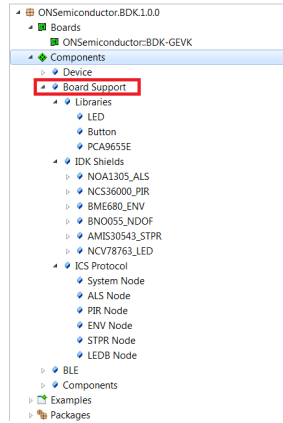 ONSemiconductor.BDK.1.0.0
Boards
ONSemiconductor::BDK-GEVK
Components
Device
Board Support
Libraries
LED
Button
PCA9655E
IDK Shields
NOA1305_ALS
NCS36000_PIR
BME680_ENV
BNO055_NDOF
AMIS30543_STPR
NCV78763_LED
ICS Protocol
System Node
ALS Node
PIR Node
ENV Node
STPR Node
LEDB Node
BLE
Components
Examples
Packages